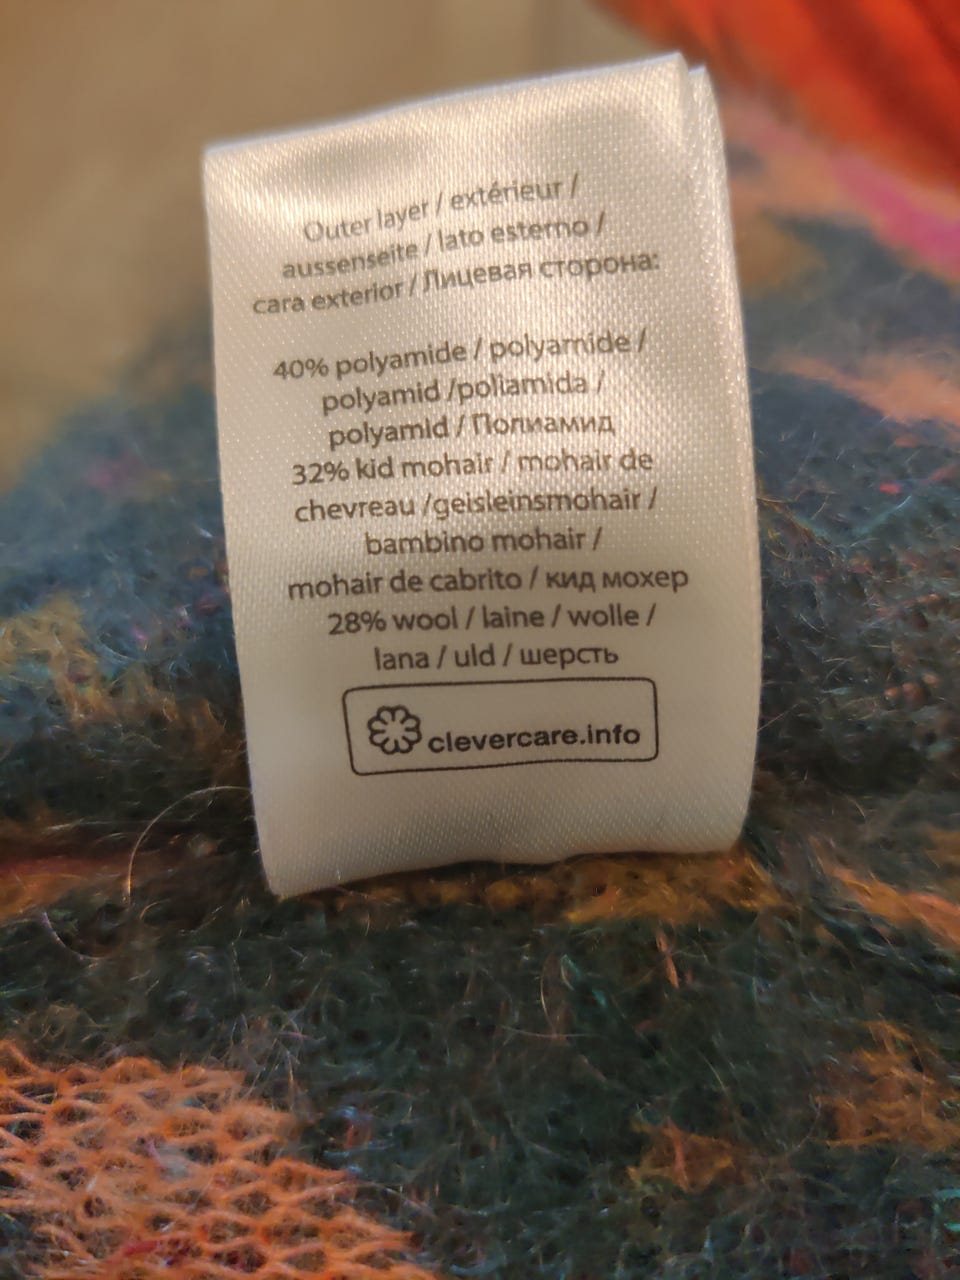 Outer layer / extérieur /
aussenseite / lato esterno /
cara exterior / Лицевая сторона:
40% polyamide / polyamide /
polyamid /poliamida /
polyamid / Полиамид
32% kid mohair / mohair de
chevreau /geisleinsmohair /
bambino mohair /
mohair de cabrito / кид мохер
28% wool / laine / wolle /
lana / uld / шерсть
clevercare.info